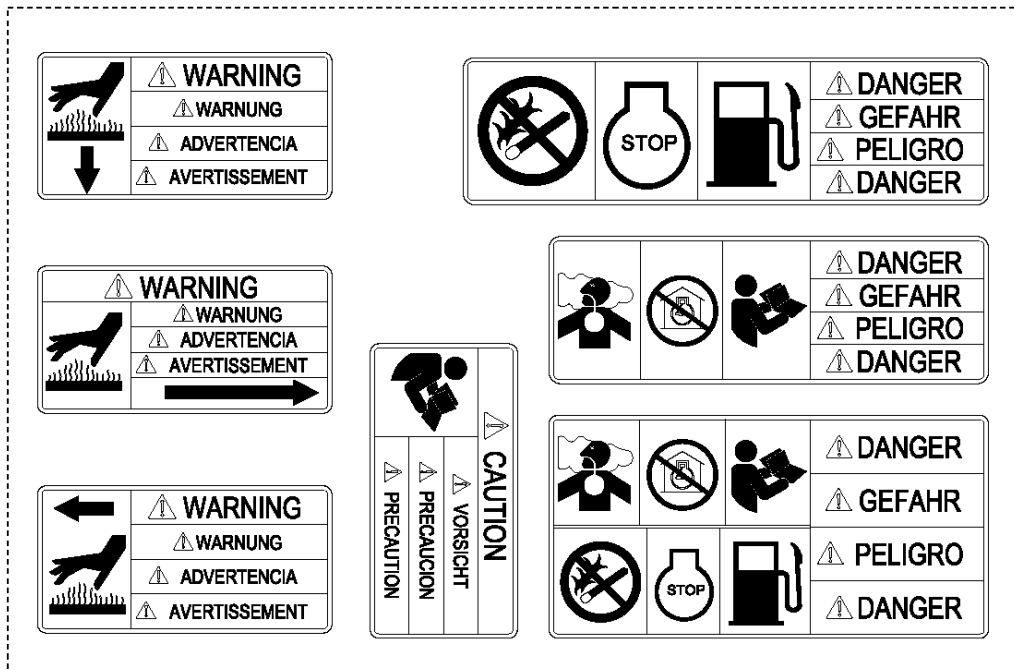 WARNING
WARNUNG
ADVERTENCIA
AVERTISSEMENT
STOP
DANGER
GEFAHR
PELIGRO
DANGER
WARNING
WARNUNG
ADVERTENCIA
AVERTISSEMENT
DANGER
GEFAHR
PELIGRO
DANGER
CAUTION
VORSICHT
PRECAUCION
PRECAUTION
WARNING
WARNUNG
ADVERTENCIA
AVERTISSEMENT
STOP
DANGER
GEFAHR
PELIGRO
DANGER